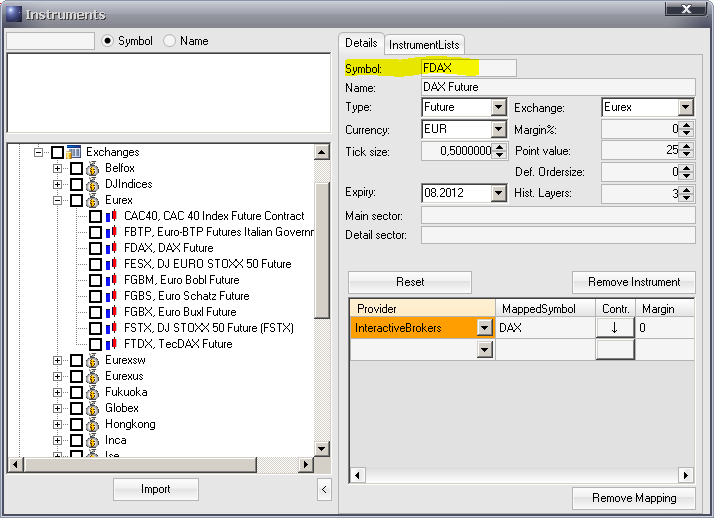 Instruments
Symbol Name
Exchanges
Belfox
DJIndices
Eurex
CAC40, CAC 40 Index Future Contract
FBTP, Euro-BTP Futures Italian Governm
FDAX, DAX Future
FESX, DJ EURO STOXX 50 Future
FGBM, Euro Bobl Future
FGBS, Euro Schatz Future
FGBX, Euro Buxl Future
FSTX, DJ STOXX 50 Future (FSTX)
FTDX, TecDAX Future
Eurexsw
Eurexus
Fukuoka
Globex
Hongkong
Inca
Ise
Import
<
Details InstrumentLists
Symbol: FDAX
Name: DAX Future
Type: Future Exchange: Eurex
Currency: EUR Margin%: 0
Tick size: 0,5000000 Point value: 25
Def. Ordersize: 0
Expiry: 08.2012 Hist. Layers: 3
Main sector:
Detail sector:
Reset Remove Instrument
Provider MappedSymbol Contr. Margin
InteractiveBrokers DAX ↓ 0
Remove Mapping